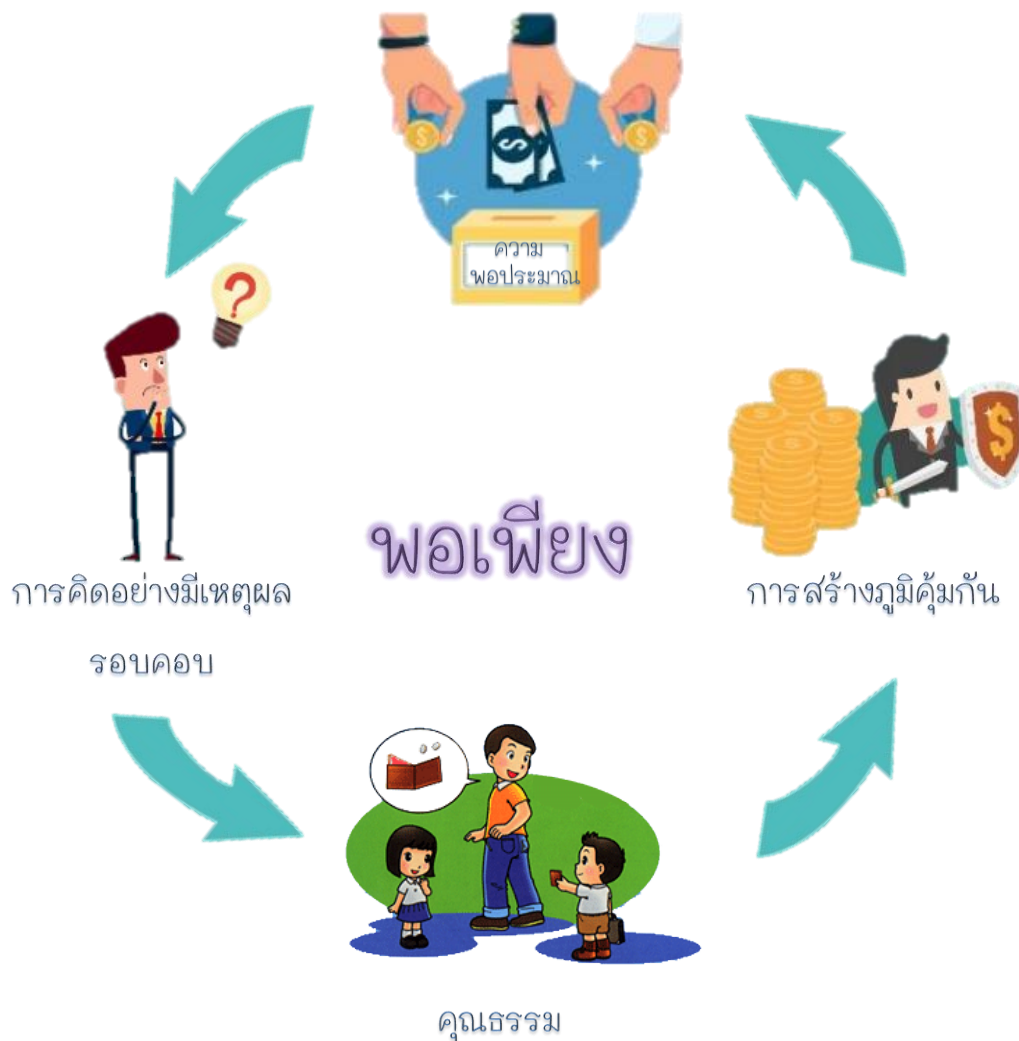 ความ
พอประมาณ
พอเพียง
การคิดอย่างมีเหตุผล
รอบคอบ
การสร้างภูมิคุ้มกัน
คุณธรรม